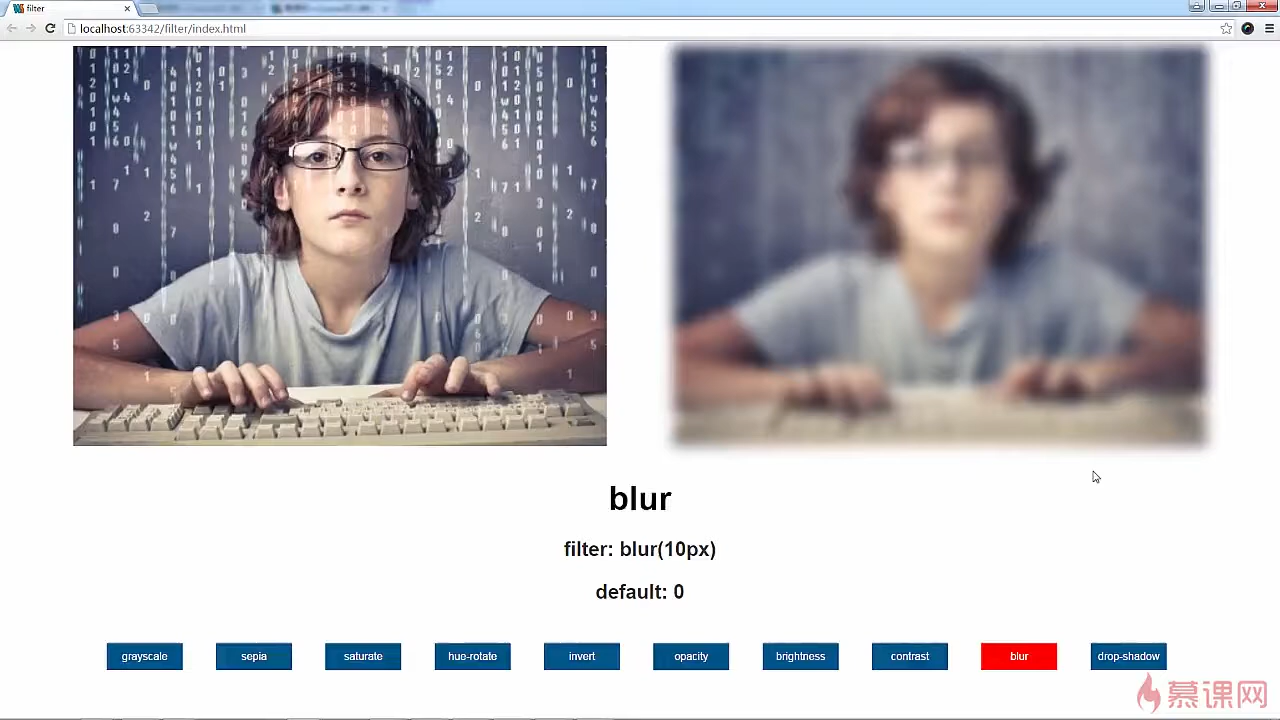 filter
localhost:63342/filter/index.html
blur
filter: blur(10px)
default: 0
grayscale sepia saturate hue-rotate invert opacity brightness contrast blur drop-shadow
慕课网